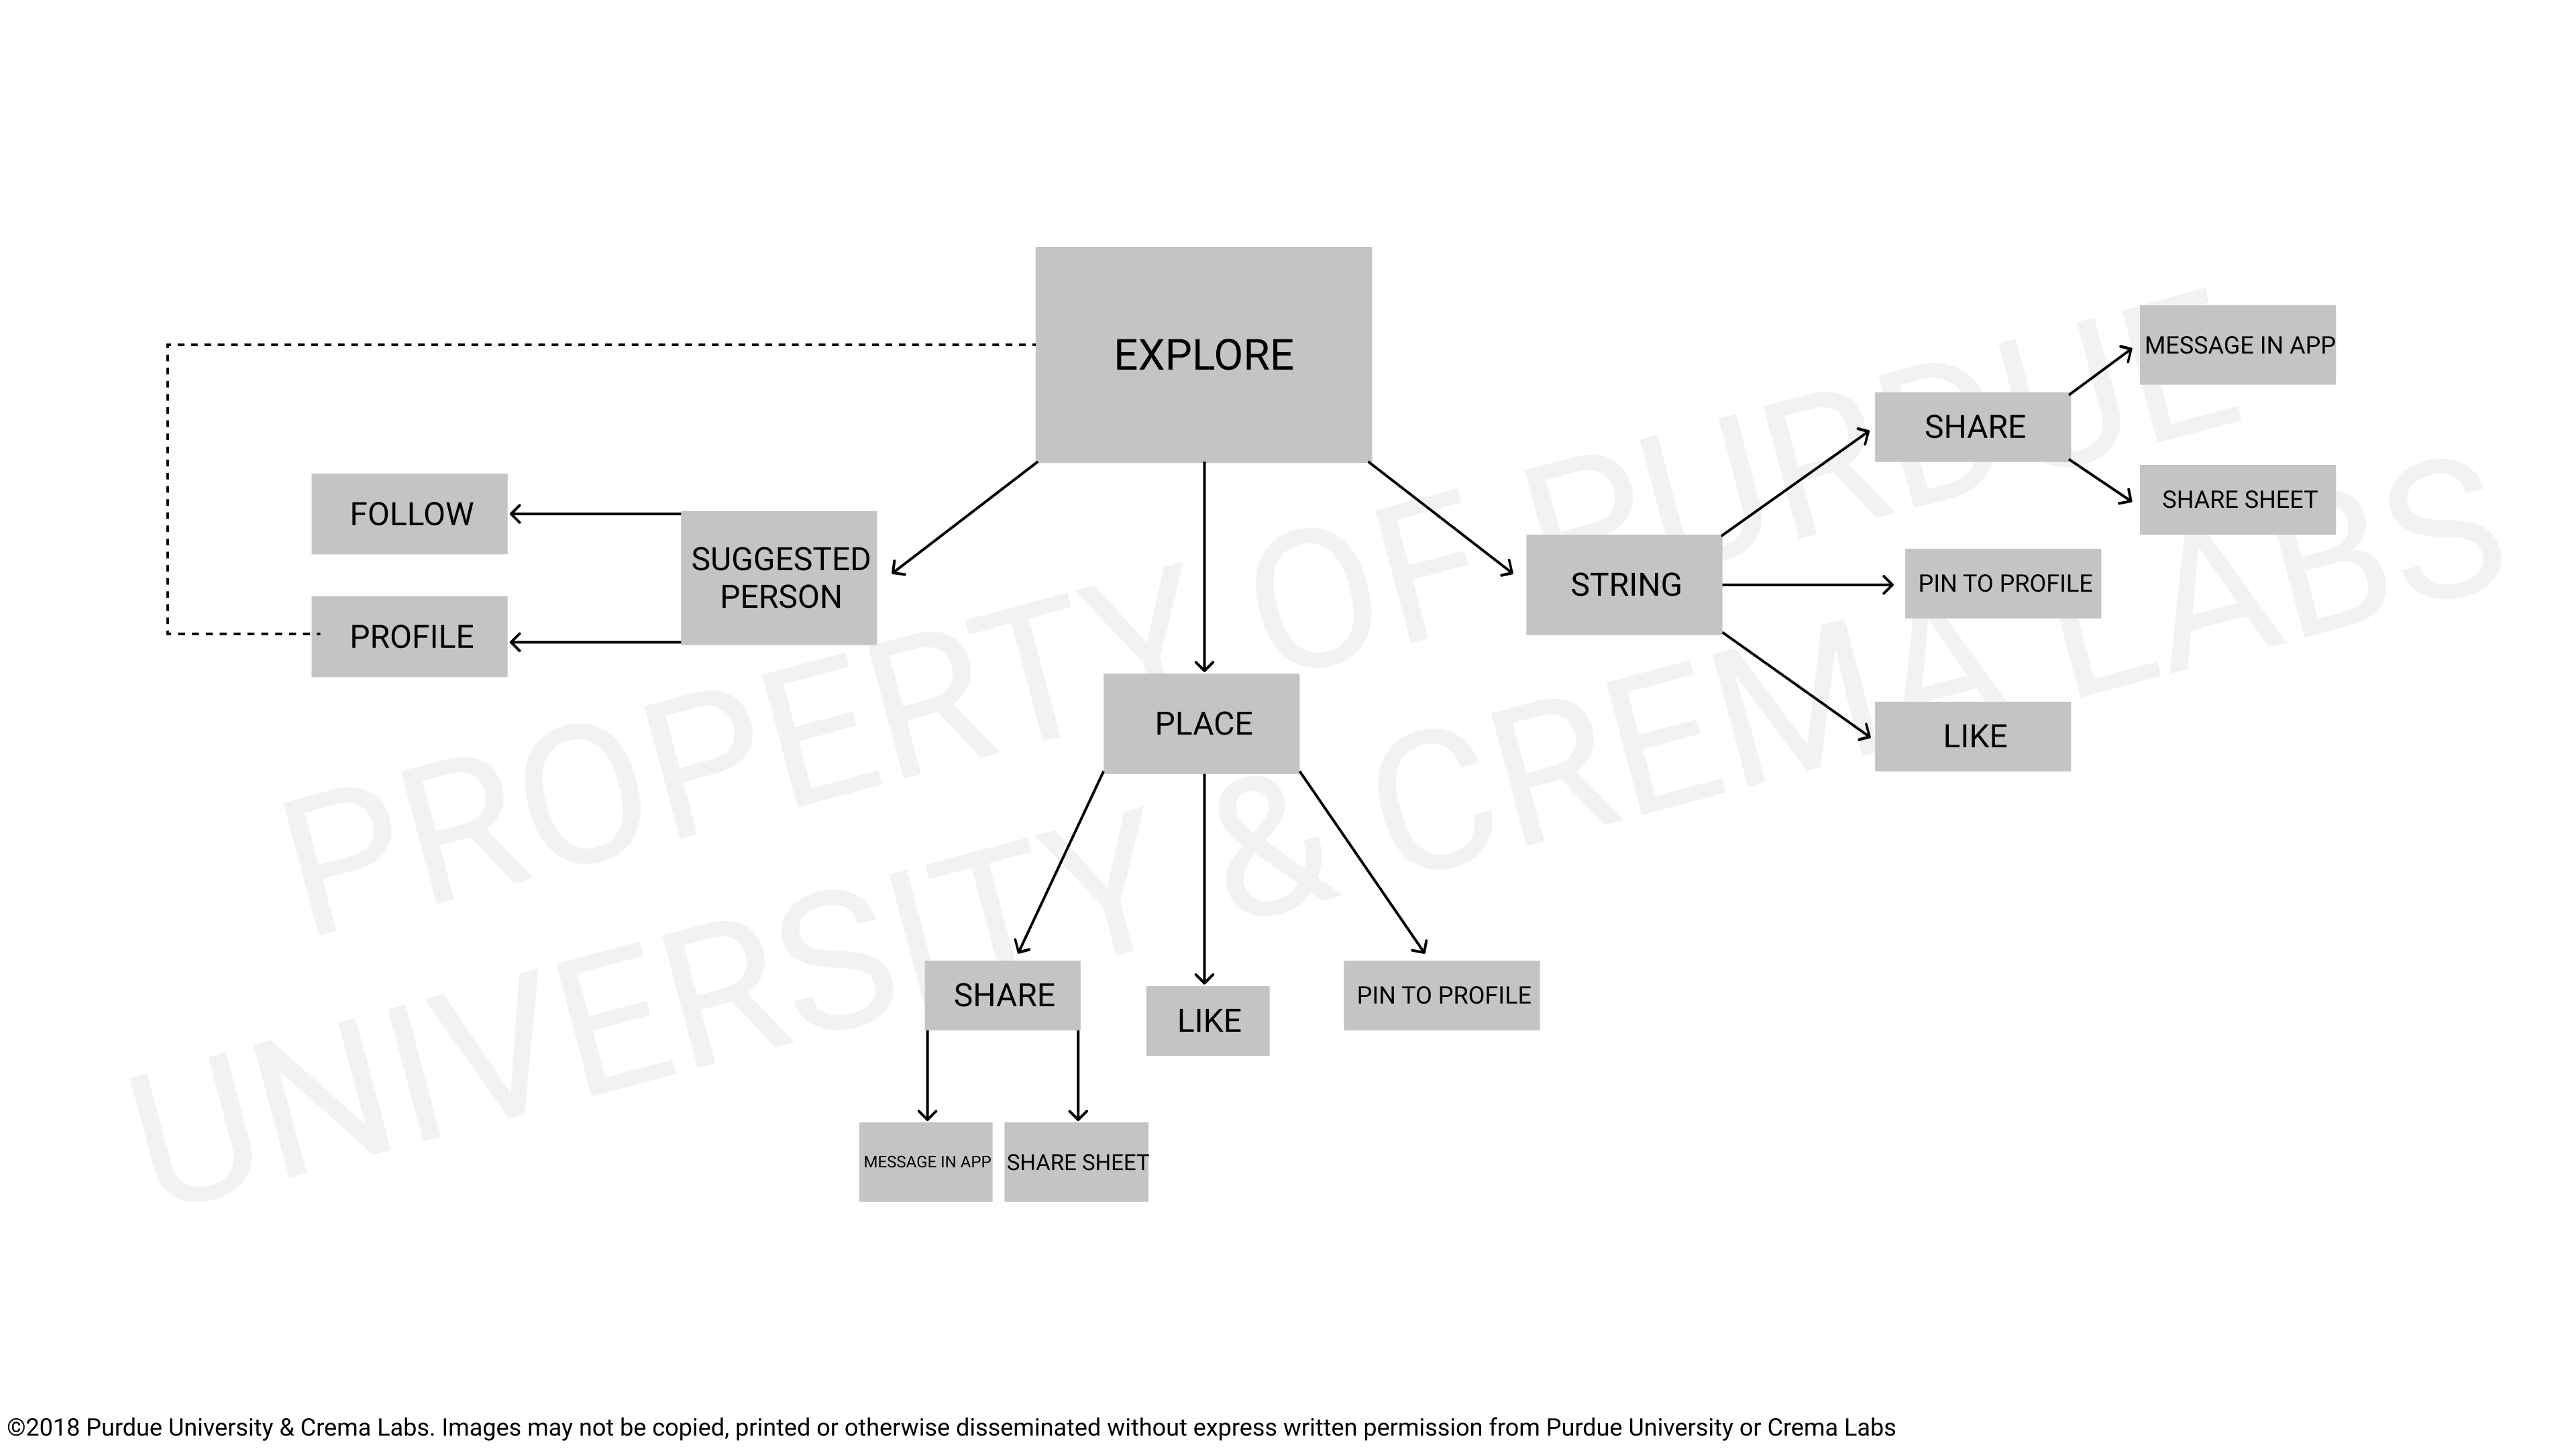 EXPLORE
MESSAGE IN APP
SHARE
SHARE SHEET
FOLLOW
SUGGESTED
PERSON
PROFILE
STRING
PIN TO PROFILE
LIKE
PLACE
SHARE
LIKE
PIN TO PROFILE
MESSAGE IN APP
SHARE SHEET
PROPERTY OF PURDUE
UNIVERSITY & CREMA LABS
©2018 Purdue University & Crema Labs. Images may not be copied, printed or otherwise disseminated without express written permission from Purdue University or Crema Labs